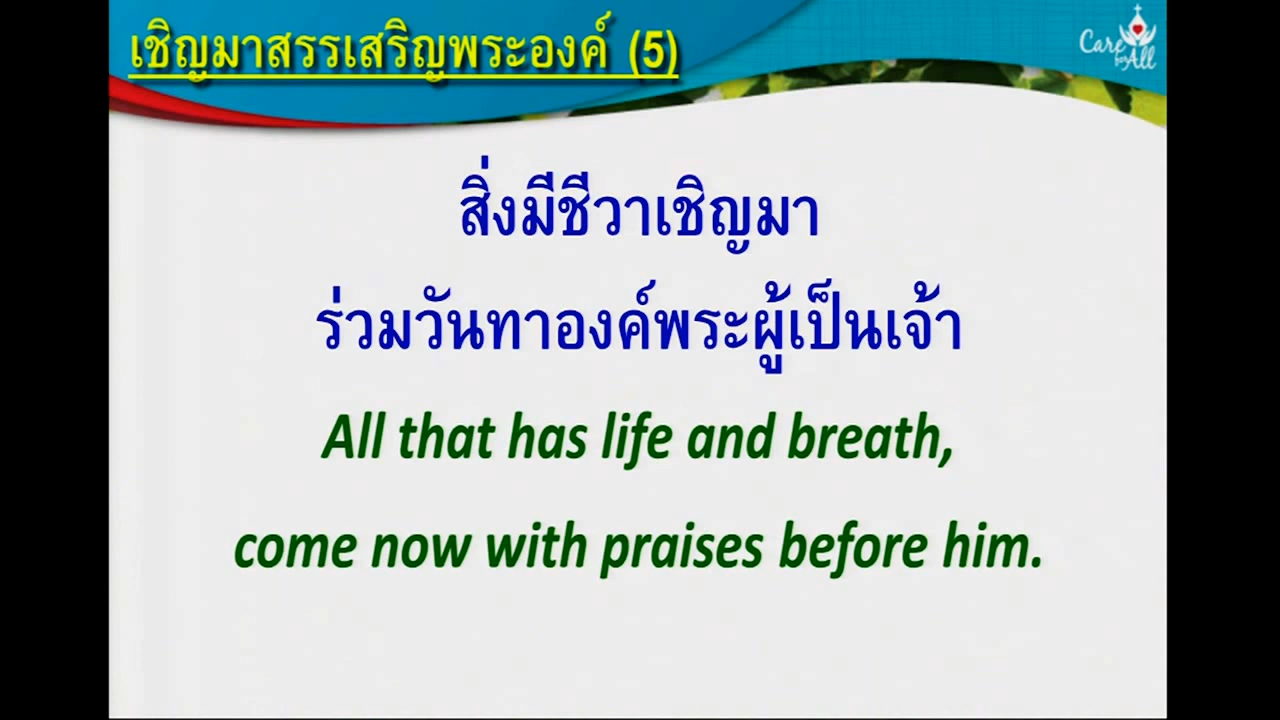 เชิญมาสรรเสริญพระองค์ (5)
Care
for All
สิ่งมีชีวาเชิญมา
ร่วมวันทาองค์พระผู้เป็นเจ้า
All that has life and breath,
come now with praises before him.